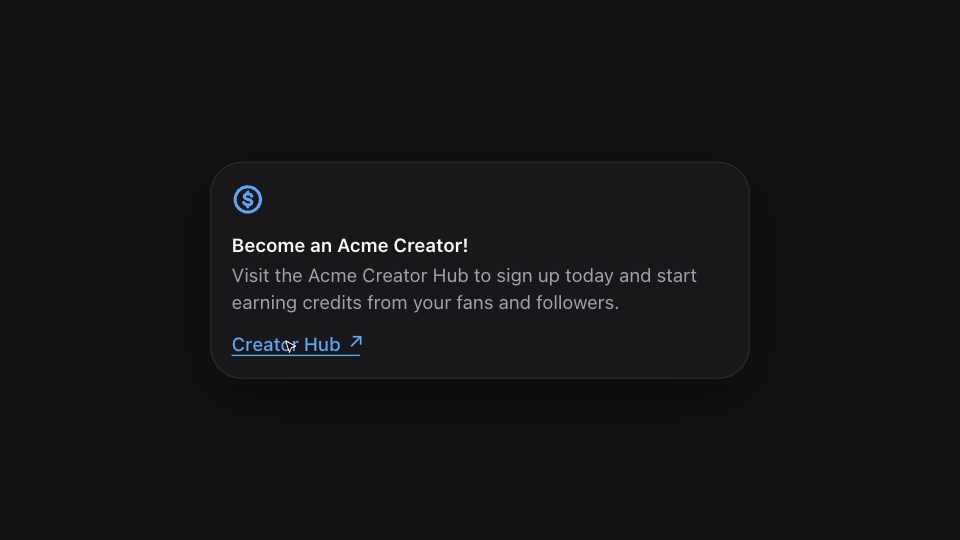 Become an Acme Creator!
Visit the Acme Creator Hub to sign up today and start
earning credits from your fans and followers.
Creator Hub